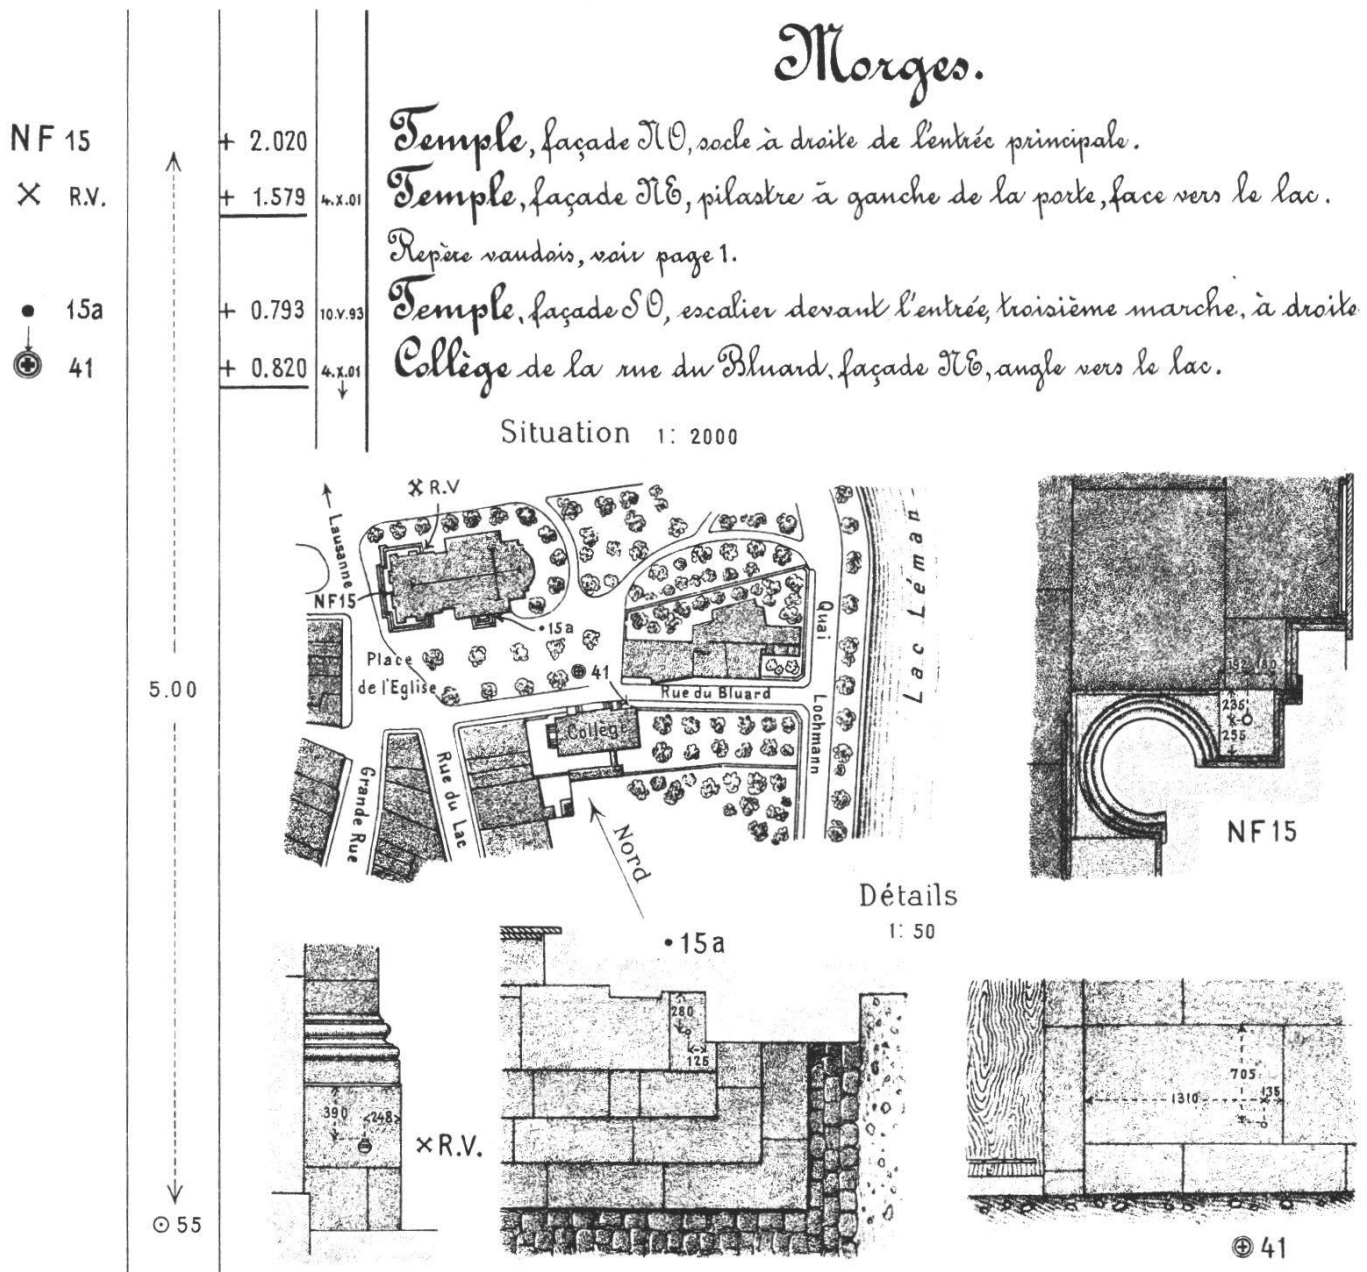 Morges.
NF 15 + 2.020 Temple, façade NO, socle à droite de l'entrée principale.
× R.V. + 1.579 4.X.01 Temple, façade NE, pilastre à gauche de la porte, face vers le lac.
Repère vaudois, voir page 1.
15a + 0.793 10.V.93 Temple, façade SO, escalier devant l'entrée, troisième marche, à droite
41 + 0.820 4.X.01 Collège de la rue du Bluard, façade NE, angle vers le lac.
Situation 1: 2000
5.00
55
× R.V
Lausanne
NF15
•15a
Place
de l'Eglise
41
Rue du Bluard
Quai
Lochmann
Lac Léman
Collège
Grande Rue
Rue du Lac
Nord
192 180
235
255
NF 15
Détails
1: 50
390
248
×R.V.
•15a
280
125
705
1310
135
41